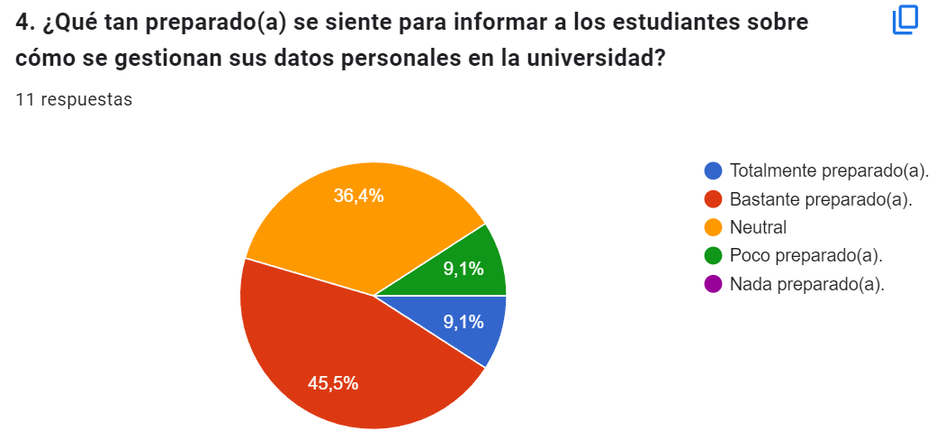 4. ¿Qué tan preparado(a) se siente para informar a los estudiantes sobre
cómo se gestionan sus datos personales en la universidad?
11 respuestas
36,4%
9,1%
9,1%
45,5%
Totalmente preparado(a).
Bastante preparado(a).
Neutral
Poco preparado(a).
Nada preparado(a).